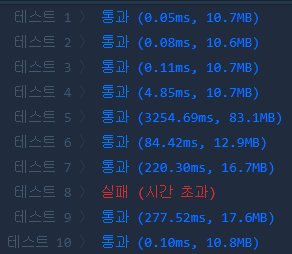 테스트 1 > 통과 (0.05ms, 10.7MB)
테스트 2 > 통과 (0.08ms, 10.6MB)
테스트 3 > 통과 (0.11ms, 10.7MB)
테스트 4 > 통과 (4.85ms, 10.7MB)
테스트 5 > 통과 (3254.69ms, 83.1MB)
테스트 6 > 통과 (84.42ms, 12.9MB)
테스트 7 > 통과 (220.30ms, 16.7MB)
테스트 8 > 실패 (시간 초과)
테스트 9 > 통과 (277.52ms, 17.6MB)
테스트 10 > 통과 (0.10ms, 10.8MB)